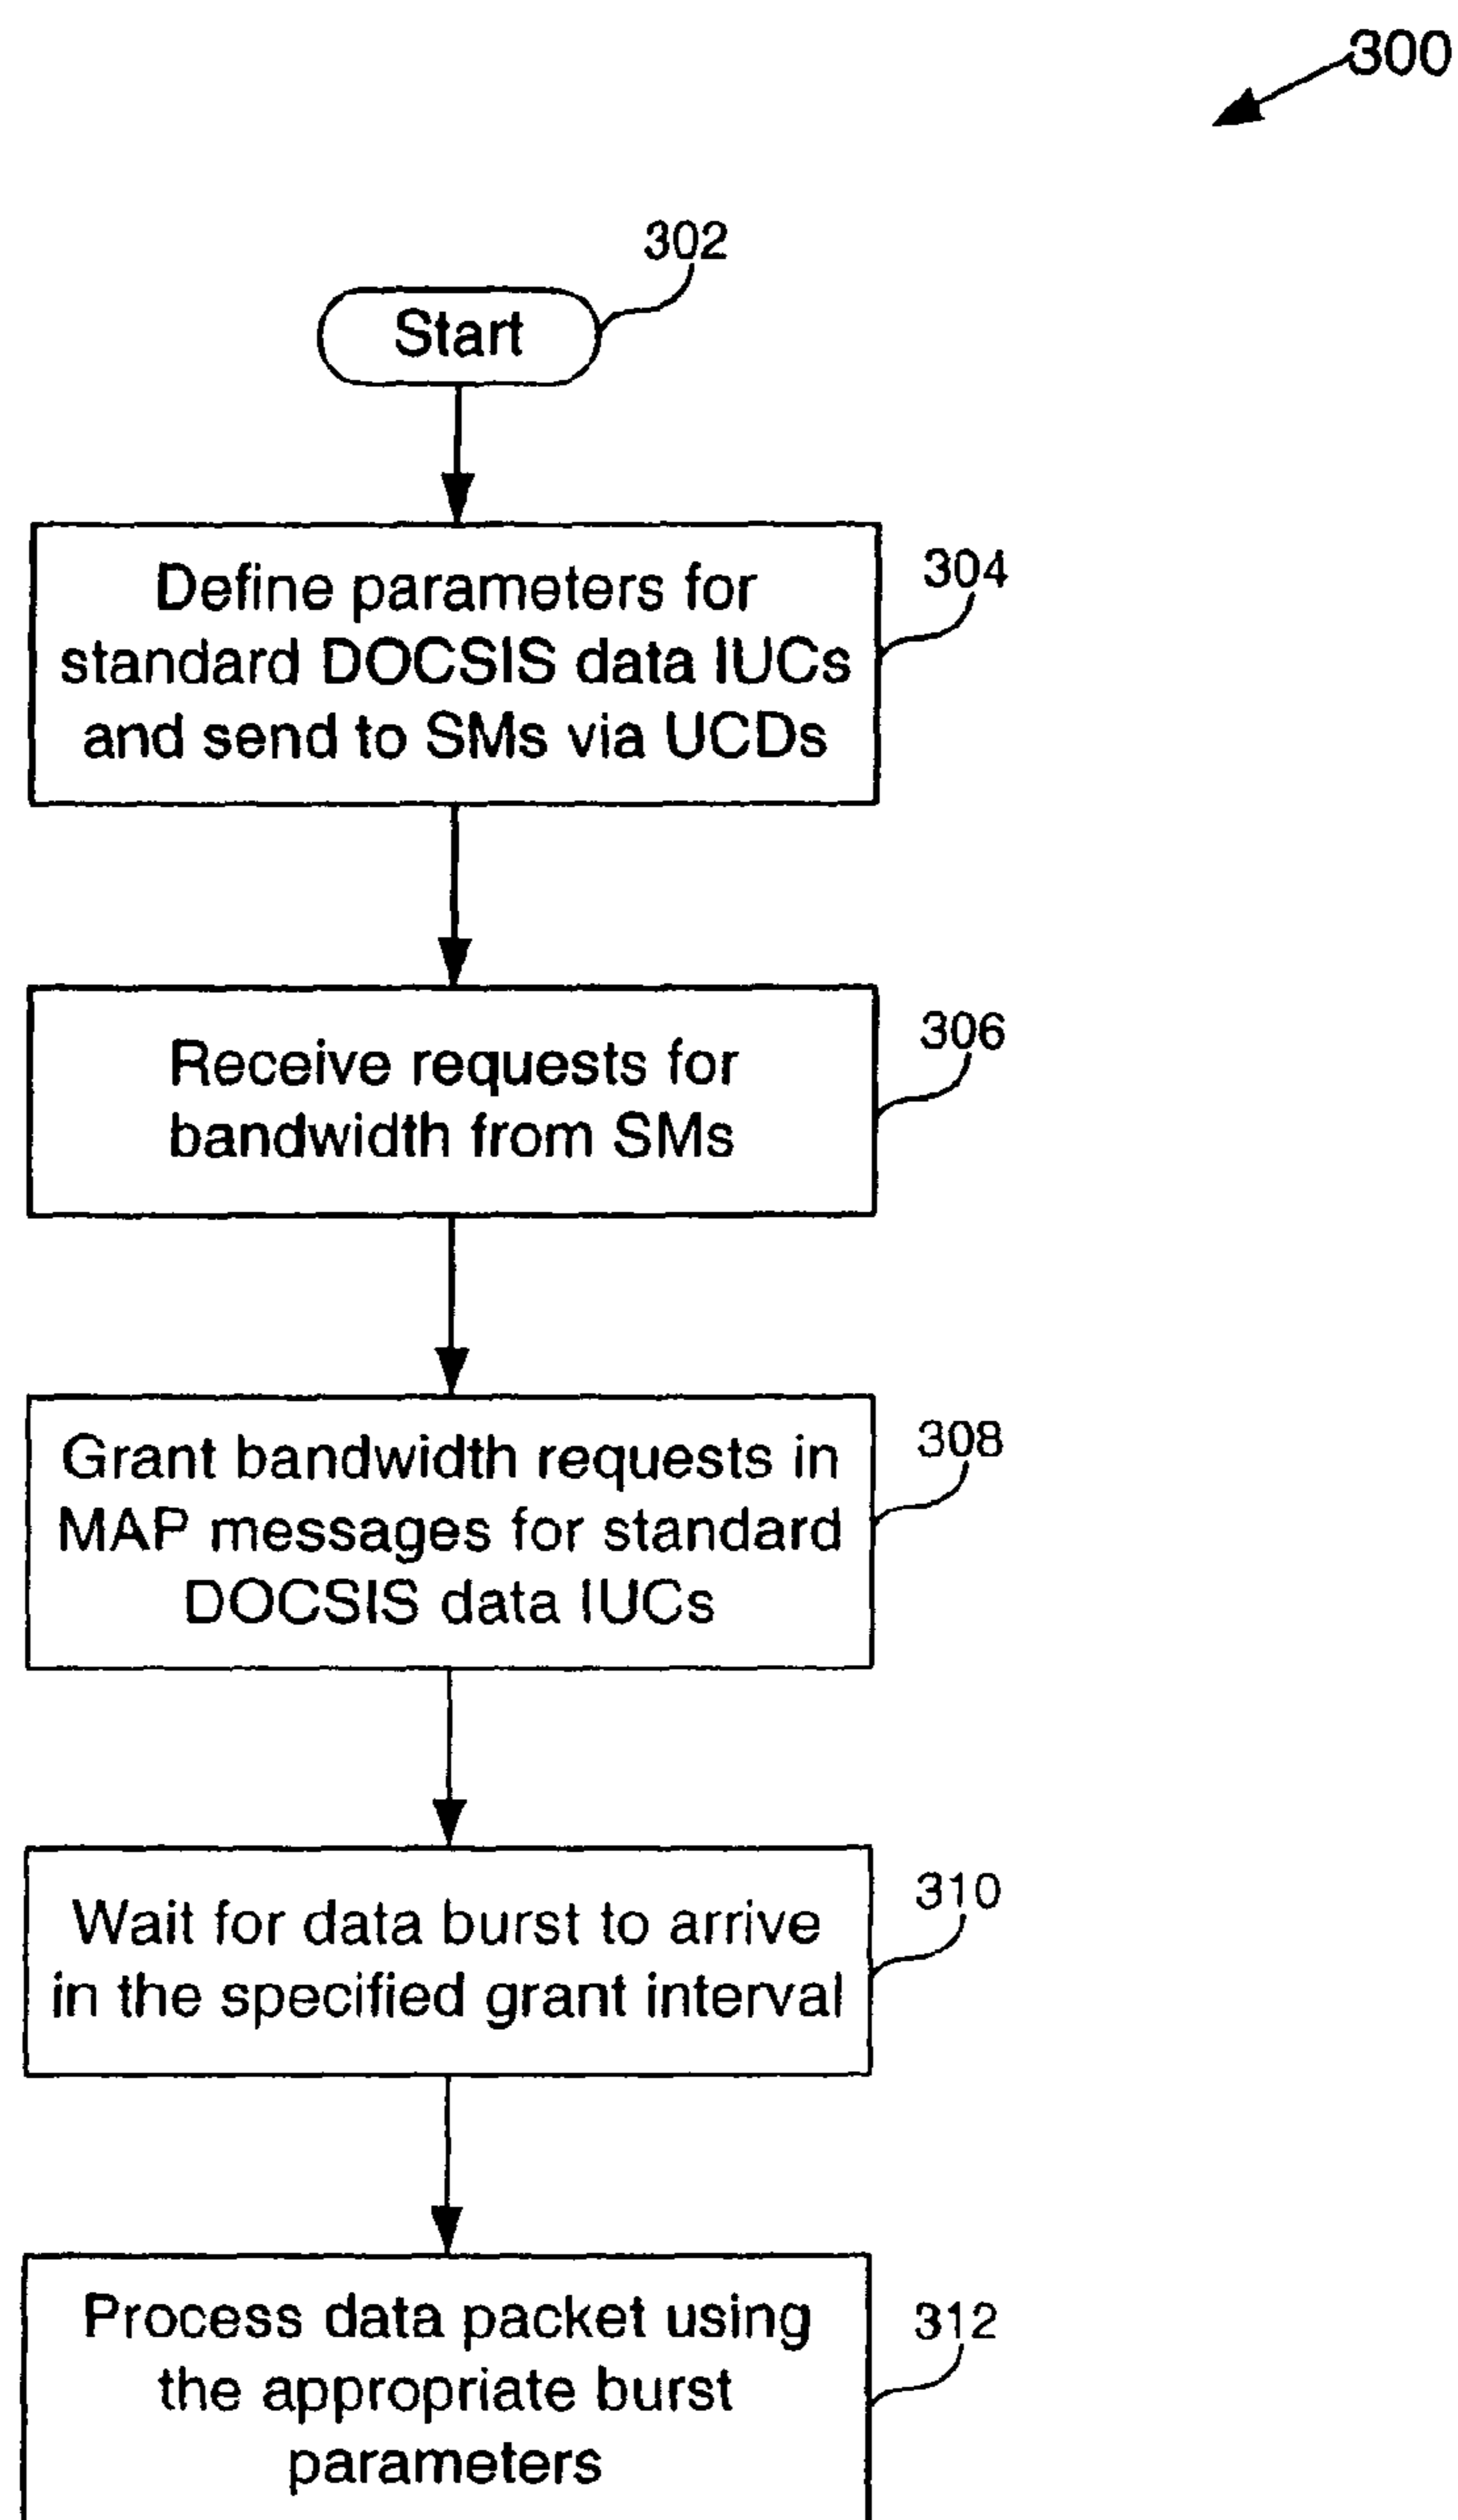 300
302
Start
304
Define parameters for
standard DOCSIS data IUCs
and send to SMs via UCDs
306
Receive requests for
bandwidth from SMs
308
Grant bandwidth requests in
MAP messages for standard
DOCSIS data IUCs
310
Wait for data burst to arrive
in the specified grant interval
312
Process data packet using
the appropriate burst
parameters